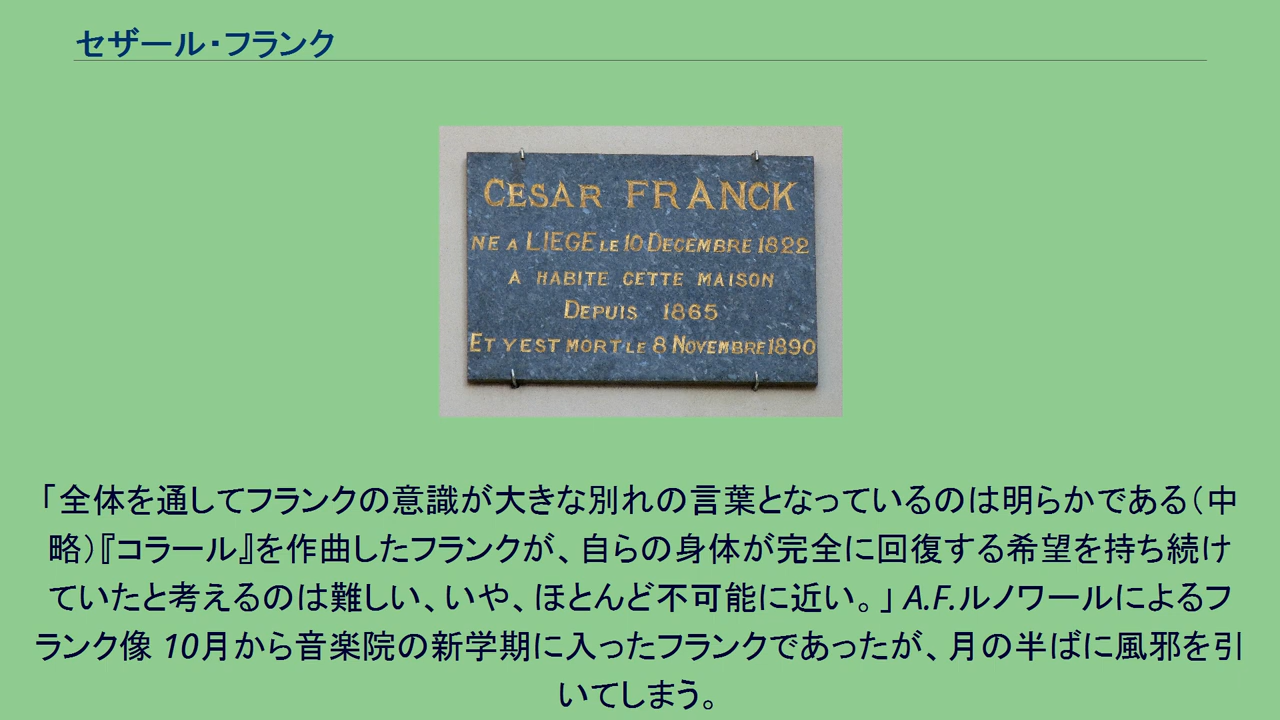 セザール・フランク
CESAR FRANCK
NE A LIEGE LE 10 DECEMBRE 1822
A HABITE CETTE MAISON
DEPUIS 1865
ET Y EST MORT LE 8 NOVEMBRE 1890
「全体を通してフランクの意識が大きな別れの言葉となっているのは明らかである（中
略）『コラール』を作曲したフランクが、自らの身体が完全に回復する希望を持ち続け
ていたと考えるのは難しい、いや、ほとんど不可能に近い。」 A.F.ルノワールによるフ
ランク像 10月から音楽院の新学期に入ったフランクであったが、月の半ばに風邪を引
いてしまう。